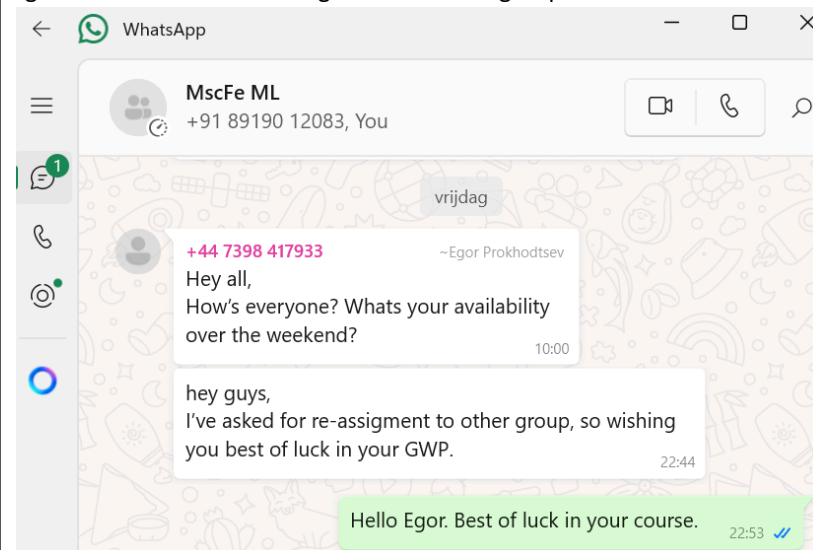 WhatsApp
MscFe ML
+91 89190 12083, You
1
vrijdag
+44 7398 417933 ~Egor Prokhodtsev
Hey all,
How's everyone? Whats your availability
over the weekend?
10:00
hey guys,
I've asked for re-assigment to other group, so wishing
you best of luck in your GWP.
22:44
Hello Egor. Best of luck in your course.
22:53